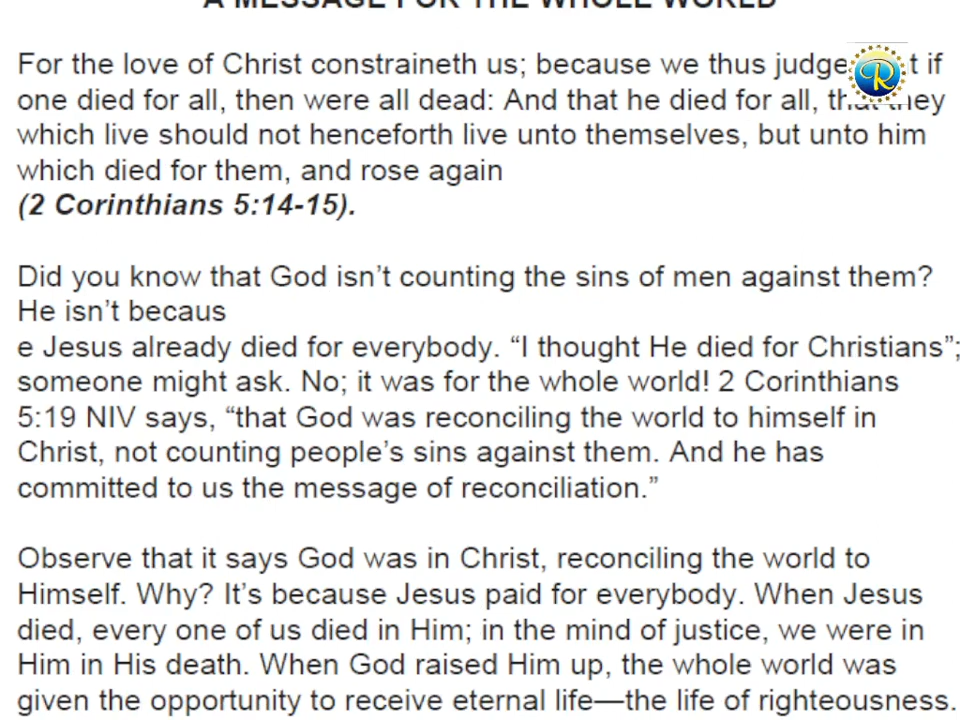 A MESSAGE FOR THE WHOLE WORLD
For the love of Christ constraineth us; because we thus judge, t if
one died for all, then were all dead: And that he died for all, that they
which live should not henceforth live unto themselves, but unto him
which died for them, and rose again
(2 Corinthians 5:14-15).
Did you know that God isn’t counting the sins of men against them?
He isn’t becaus
e Jesus already died for everybody. “I thought He died for Christians”;
someone might ask. No; it was for the whole world! 2 Corinthians
5:19 NIV says, “that God was reconciling the world to himself in
Christ, not counting people’s sins against them. And he has
committed to us the message of reconciliation.”
Observe that it says God was in Christ, reconciling the world to
Himself. Why? It’s because Jesus paid for everybody. When Jesus
died, every one of us died in Him; in the mind of justice, we were in
Him in His death. When God raised Him up, the whole world was
given the opportunity to receive eternal life—the life of righteousness.